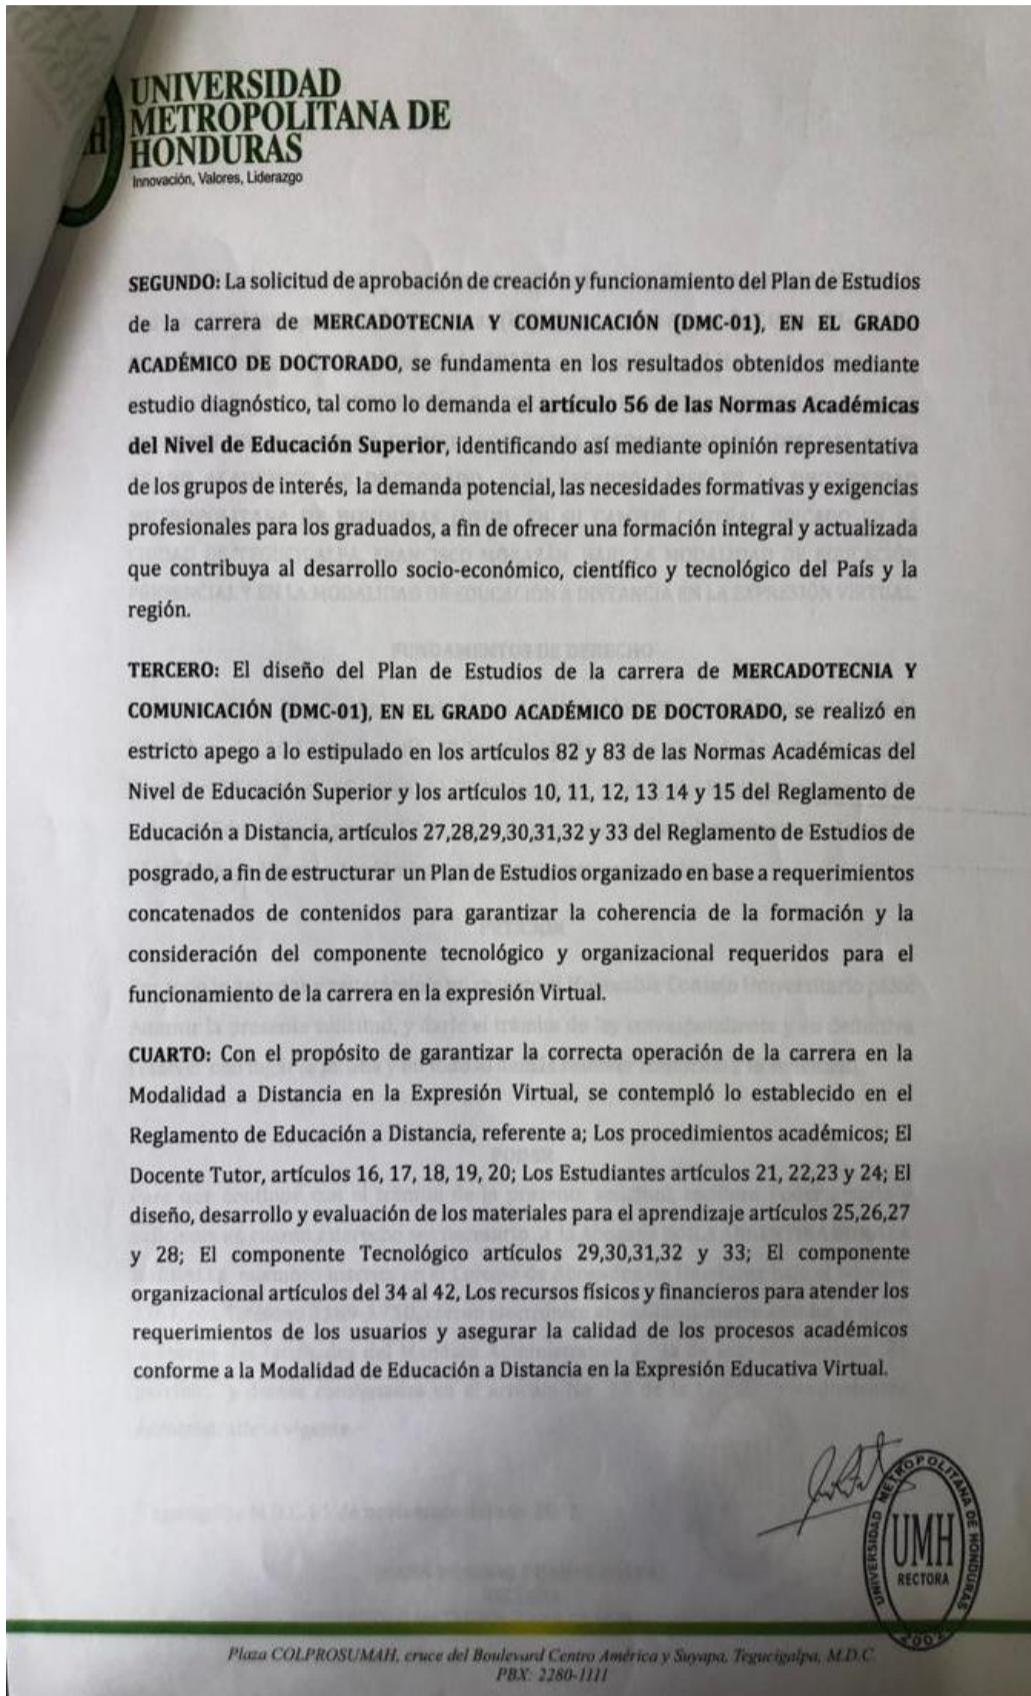 UNIVERSIDAD
METROPOLITANA DE
HONDURAS
Innovación, Valores, Liderazgo
SEGUNDO: La solicitud de aprobación de creación y funcionamiento del Plan de Estudios
de la carrera de MERCADOTECNIA Y COMUNICACIÓN (DMC-01), EN EL GRADO
ACADÉMICO DE DOCTORADO, se fundamenta en los resultados obtenidos mediante
estudio diagnóstico, tal como lo demanda el artículo 56 de las Normas Académicas
del Nivel de Educación Superior, identificando así mediante opinión representativa
de los grupos de interés, la demanda potencial, las necesidades formativas y exigencias
profesionales para los graduados, a fin de ofrecer una formación integral y actualizada
que contribuya al desarrollo socio-económico, científico y tecnológico del País y la
región.
TERCERO: El diseño del Plan de Estudios de la carrera de MERCADOTECNIA Y
COMUNICACIÓN (DMC-01), EN EL GRADO ACADÉMICO DE DOCTORADO, se realizó en
estricto apego a lo estipulado en los artículos 82 y 83 de las Normas Académicas del
Nivel de Educación Superior y los artículos 10, 11, 12, 13 14 y 15 del Reglamento de
Educación a Distancia, artículos 27,28,29,30,31,32 y 33 del Reglamento de Estudios de
posgrado, a fin de estructurar un Plan de Estudios organizado en base a requerimientos
concatenados de contenidos para garantizar la coherencia de la formación y la
consideración del componente tecnológico y organizacional requeridos para el
funcionamiento de la carrera en la expresión Virtual.
CUARTO: Con el propósito de garantizar la correcta operación de la carrera en la
Modalidad a Distancia en la Expresión Virtual, se contempló lo establecido en el
Reglamento de Educación a Distancia, referente a; Los procedimientos académicos; El
Docente Tutor, artículos 16, 17, 18, 19, 20; Los Estudiantes artículos 21, 22,23 y 24; El
diseño, desarrollo y evaluación de los materiales para el aprendizaje artículos 25,26,27
y 28; El componente Tecnológico artículos 29,30,31,32 y 33; El componente
organizacional artículos del 34 al 42, Los recursos físicos y financieros para atender los
requerimientos de los usuarios y asegurar la calidad de los procesos académicos
conforme a la Modalidad de Educación a Distancia en la Expresión Educativa Virtual.
UNIVERSIDAD METROPOLITANA DE HONDURAS
UMH
RECTORA
2002
Plaza COLPROSUMAH, cruce del Boulevard Centro América y Suyapa, Tegucigalpa, M.D.C.
PBX: 2280-1111